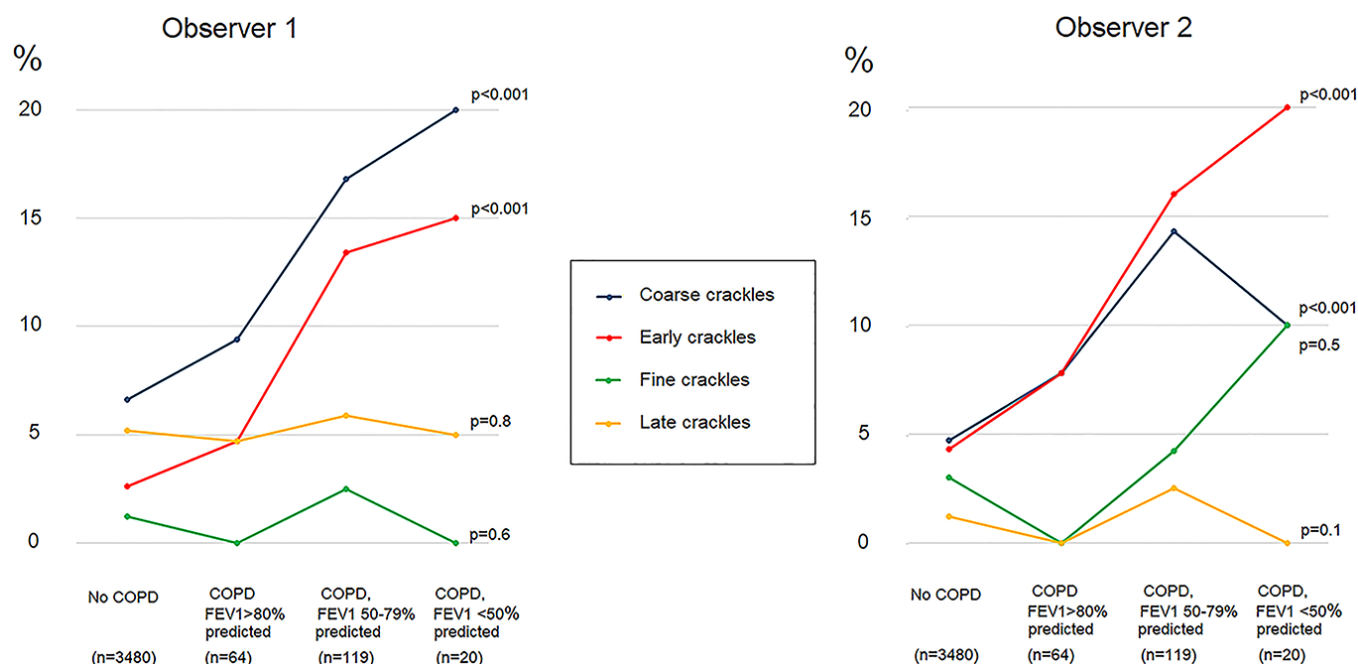 Observer 1
%
20
15
10
5
0
p<0.001
p<0.001
p=0.8
p=0.6
No COPD
(n=3480)
COPD
FEV1>80%
predicted
(n=64)
COPD,
FEV1 50-79%
predicted
(n=119)
COPD,
FEV1 <50%
predicted
(n=20)
Coarse crackles
Early crackles
Fine crackles
Late crackles
Observer 2
%
20
15
10
5
0
p<0.001
p<0.001
p=0.5
p=0.1
No COPD
(n=3480)
COPD
FEV1>80%
predicted
(n=64)
COPD,
FEV1 50-79%
predicted
(n=119)
COPD,
FEV1 <50%
predicted
(n=20)